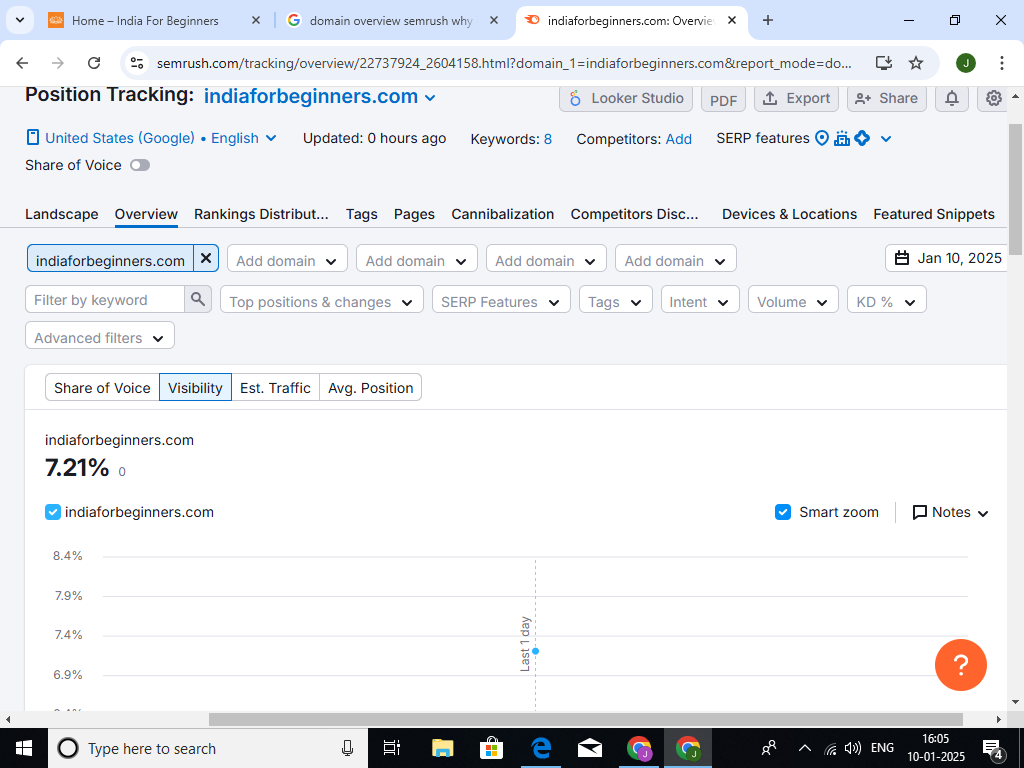 Home – India For Beginners
domain overview semrush why
indiaforbeginners.com: Overvie
semrush.com/tracking/overview/22737924_2604158.html?domain_1=indiaforbeginners.com&report_mode=do...
J
Position Tracking: indiaforbeginners.com
Looker Studio
PDF
Export
Share
United States (Google) • English
Updated: 0 hours ago
Keywords: 8
Competitors: Add
SERP features
Share of Voice
Landscape
Overview
Rankings Distribut...
Tags
Pages
Cannibalization
Competitors Disc...
Devices & Locations
Featured Snippets
indiaforbeginners.com
Add domain
Add domain
Add domain
Add domain
Jan 10, 2025
Filter by keyword
Top positions & changes
SERP Features
Tags
Intent
Volume
KD %
Advanced filters
Share of Voice
Visibility
Est. Traffic
Avg. Position
indiaforbeginners.com
7.21% 0
indiaforbeginners.com
Smart zoom
Notes
8.4%
7.9%
7.4%
6.9%
Last 1 day
?
Type here to search
J
J
ENG
16:05
10-01-2025
4